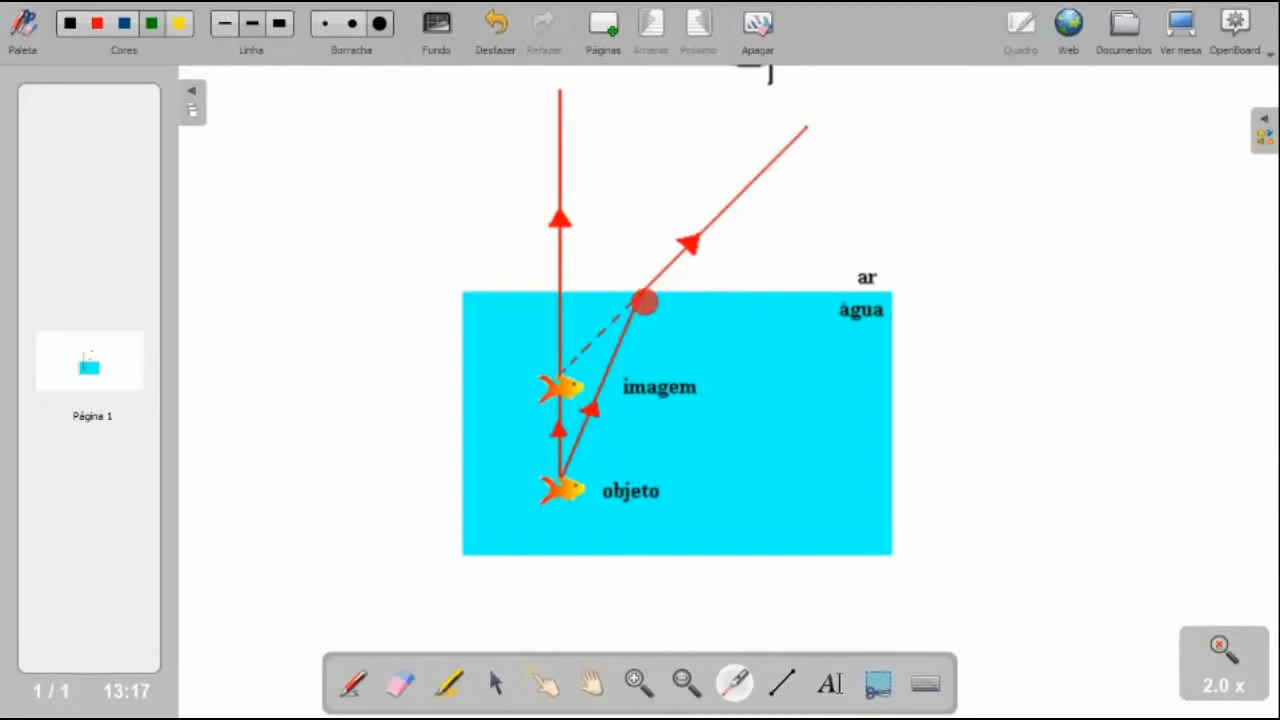 Paleta
Cores
Linha
Borracha
Fundo
Desfazer
Refazer
Páginas
Anterior
Próximo
Apagar
Quadro
Web
Documentos
Ver mesa
OpenBoard
ar
água
imagem
objeto
Página 1
1 / 1
13:17
AI
2.0 x